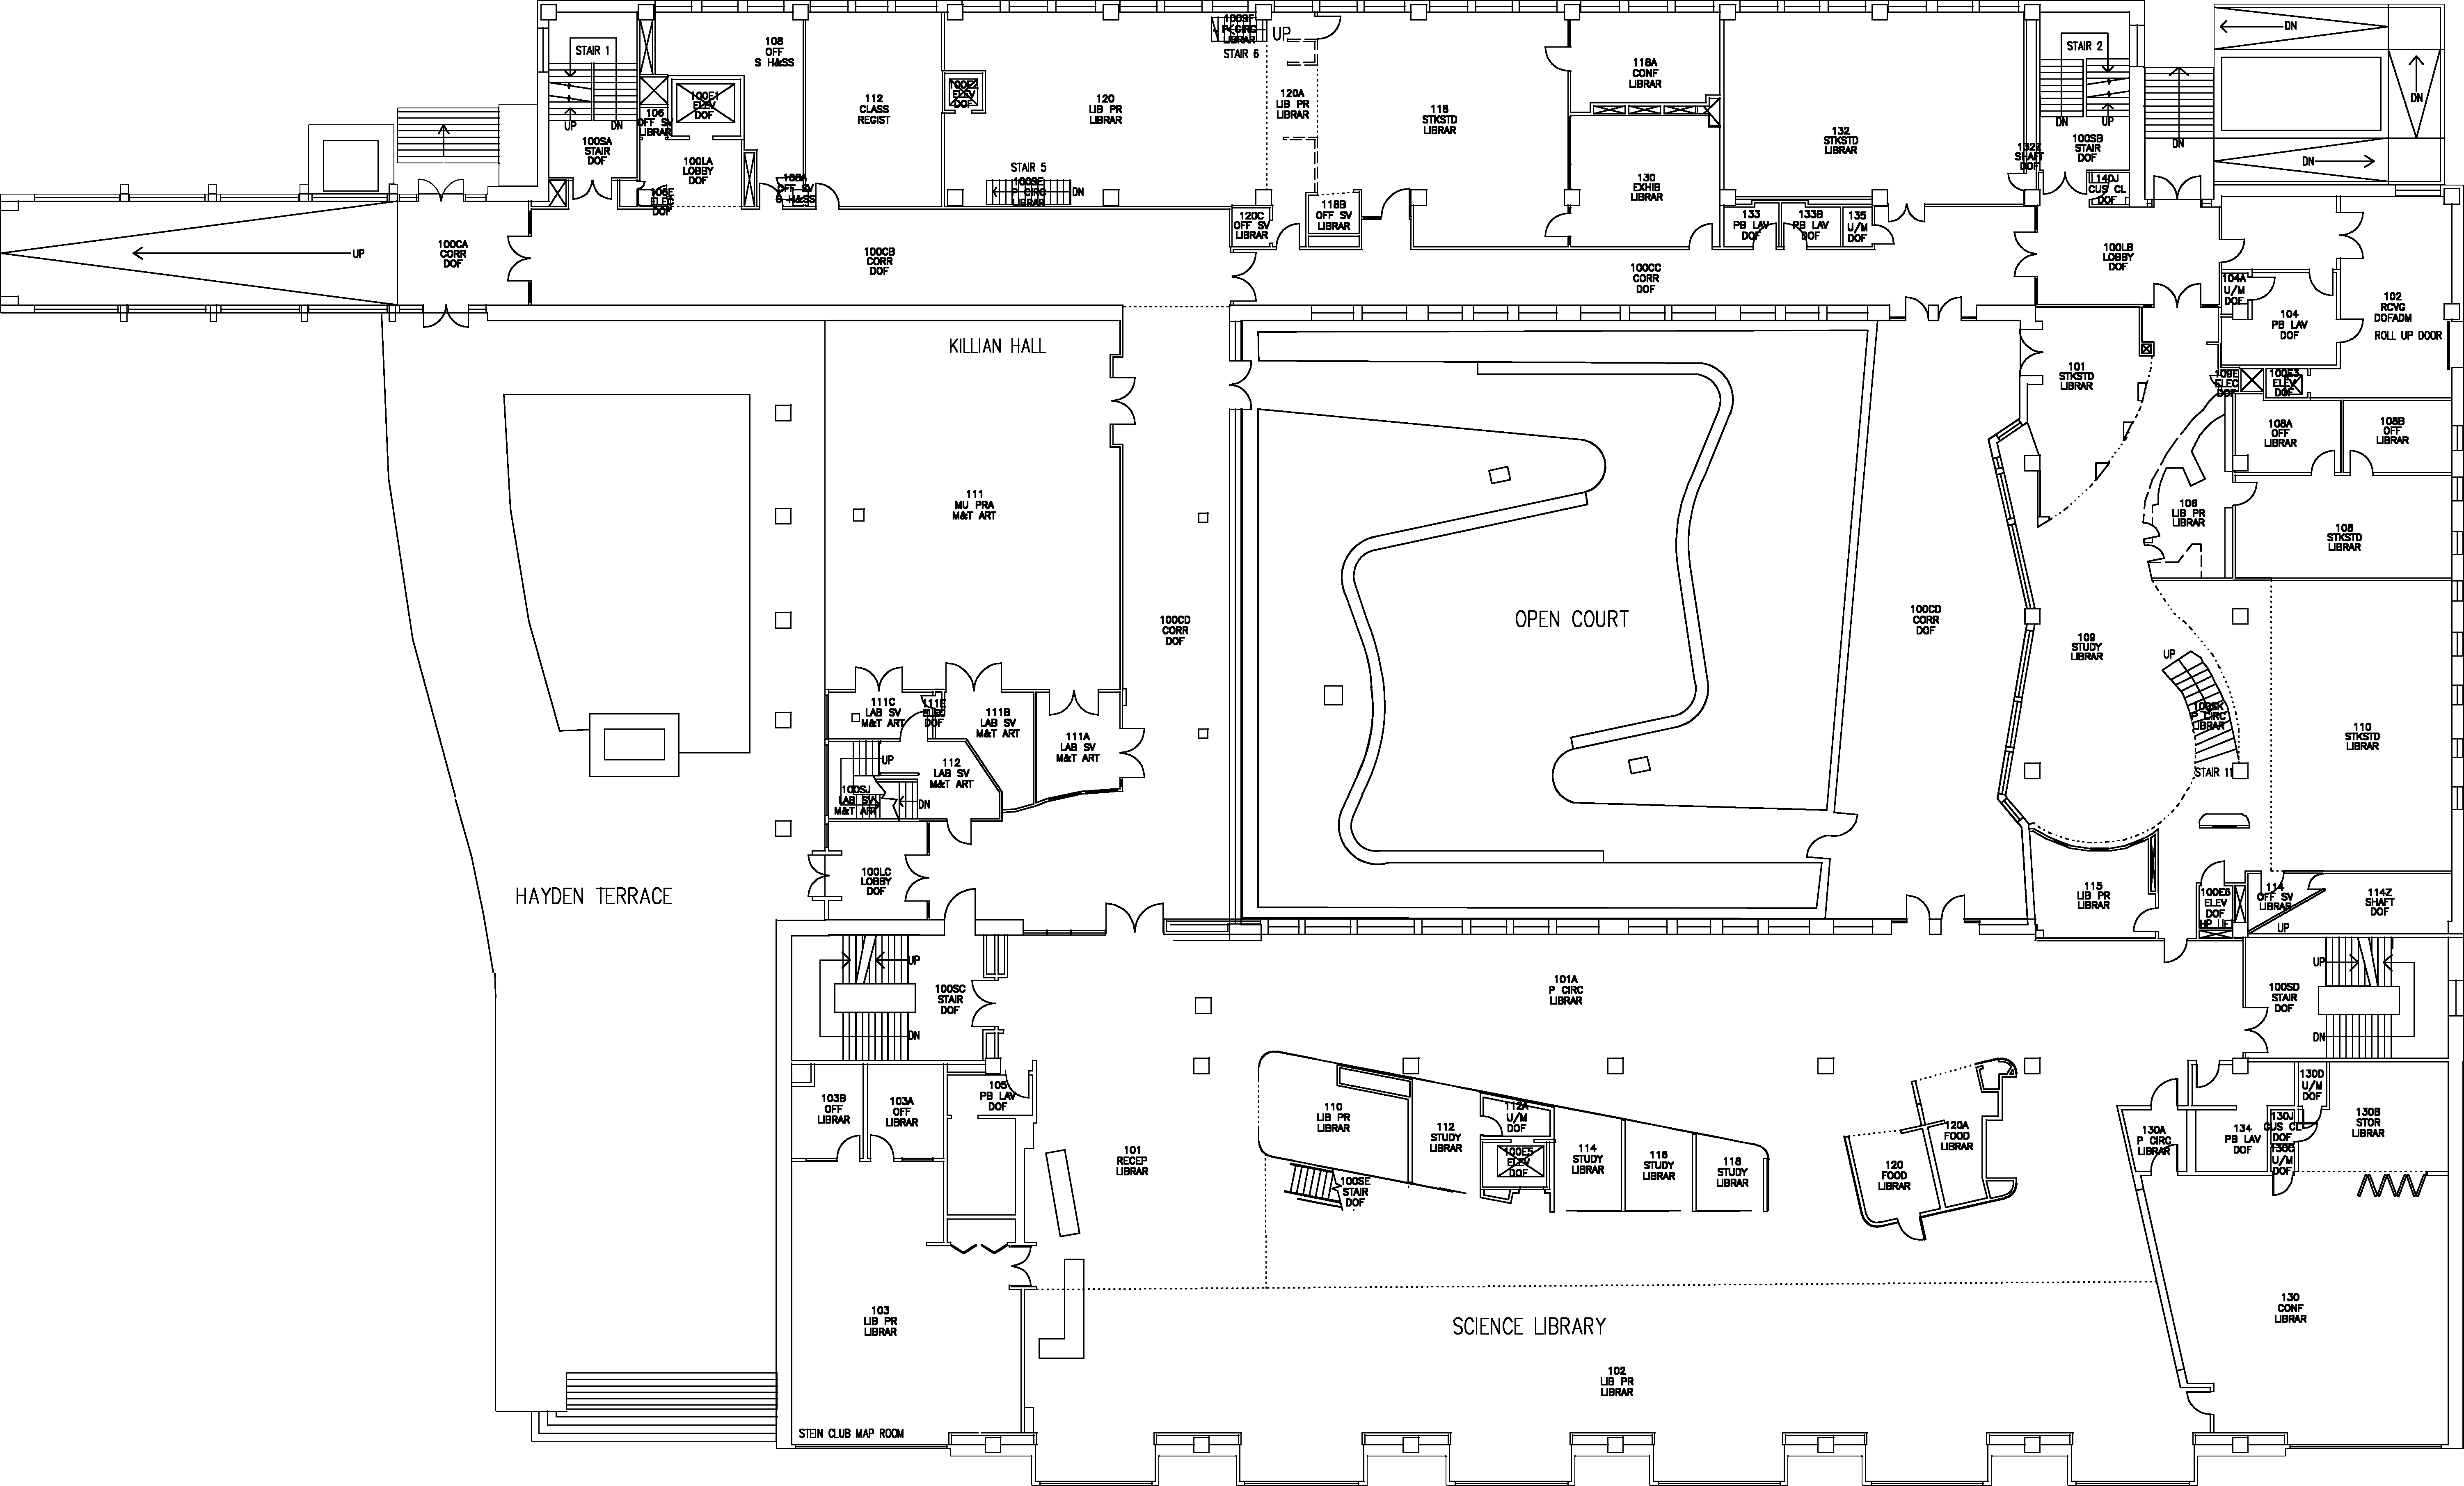 STAIR 1
UP
DN
100SA
STAIR
DOF
108
OFF
S H&SS
100E1
ELEV
DOF
106
OFF SV
LIBRAR
100LA
LOBBY
DOF
106E
ELEC
DOF
108A
OFF SV
S H&SS
112
CLASS
REGIST
100E2
ELEV
DOF
120
LIB PR
LIBRAR
STAIR 5
100SE
P CIRC
LIBRAR
DN
100SF
P CIRC
LIBRAR
UP
STAIR 6
120A
LIB PR
LIBRAR
118
STKSTD
LIBRAR
118A
CONF
LIBRAR
130
EXHIB
LIBRAR
132
STKSTD
LIBRAR
132Z
SHAFT
DOF
STAIR 2
DN
UP
100SB
STAIR
DOF
140J
CUS CL
DOF
DN
DN
DN
DN
120C
OFF SV
LIBRAR
118B
OFF SV
LIBRAR
133
PB LAV
DOF
133B
PB LAV
DOF
135
U/M
DOF
UP
100CA
CORR
DOF
100CB
CORR
DOF
100CC
CORR
DOF
100LB
LOBBY
DOF
104A
U/M
DOF
104
PB LAV
DOF
102
RCVG
DOFADM
ROLL UP DOOR
KILLIAN HALL
101
STKSTD
LIBRAR
109E
ELEC
DOF
100E3
ELEV
DOF
108A
OFF
LIBRAR
108B
OFF
LIBRAR
111
MU PRA
M&T ART
106
LIB PR
LIBRAR
108
STKSTD
LIBRAR
100CD
CORR
DOF
OPEN COURT
100CD
CORR
DOF
109
STUDY
LIBRAR
UP
100SK
P CIRC
LIBRAR
STAIR 11
110
STKSTD
LIBRAR
111C
LAB SV
M&T ART
111E
ELEC
DOF
111B
LAB SV
M&T ART
111A
LAB SV
M&T ART
UP
112
LAB SV
M&T ART
100SJ
LAB SV
M&T ART
DN
100LC
LOBBY
DOF
HAYDEN TERRACE
115
LIB PR
LIBRAR
100E6
ELEV
DOF
HP LIF
114
OFF SV
LIBRAR
UP
114Z
SHAFT
DOF
UP
100SC
STAIR
DOF
DN
101A
P CIRC
LIBRAR
UP
100SD
STAIR
DOF
DN
103B
OFF
LIBRAR
103A
OFF
LIBRAR
105
PB LAV
DOF
101
RECEP
LIBRAR
110
LIB PR
LIBRAR
100SE
STAIR
DOF
112
STUDY
LIBRAR
112A
U/M
DOF
100E5
ELEV
DOF
114
STUDY
LIBRAR
116
STUDY
LIBRAR
118
STUDY
LIBRAR
120
FOOD
LIBRAR
120A
FOOD
LIBRAR
130A
P CIRC
LIBRAR
134
PB LAV
DOF
130D
U/M
DOF
130J
CUS CL
DOF
130C
U/M
DOF
130B
STOR
LIBRAR
103
LIB PR
LIBRAR
SCIENCE LIBRARY
102
LIB PR
LIBRAR
130
CONF
LIBRAR
STEIN CLUB MAP ROOM